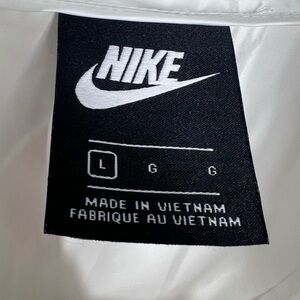 NIKE
L G G
MADE IN VIETNAM
FABRIQUE AU VIETNAM